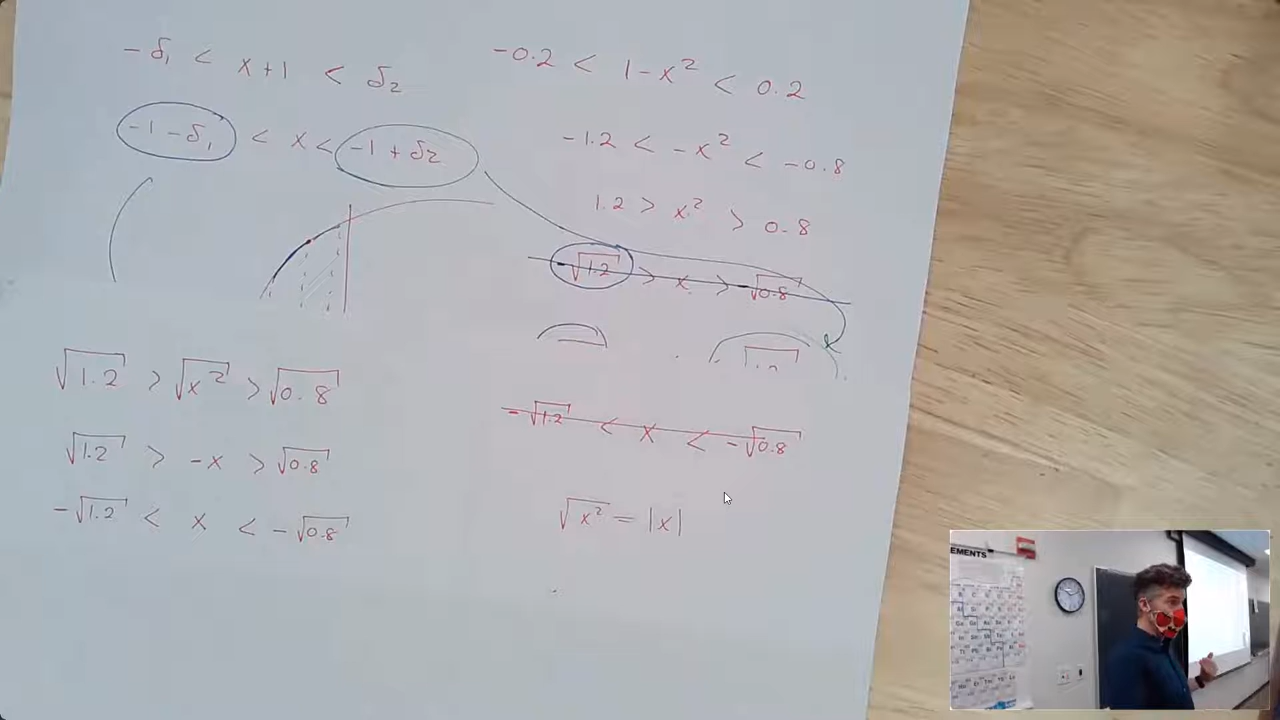 -δ₁ < x+1 < δ₂
-1-δ₁ < x < -1+δ₂
√1.2 > √x² > √0.8
√1.2 > -x > √0.8
-√1.2 < x < -√0.8
-0.2 < 1-x² < 0.2
-1.2 < -x² < -0.8
1.2 > x² > 0.8
-√1.2 > x > -√0.8
-√1.2 < x < -√0.8
√x² = |x|
EMENTS